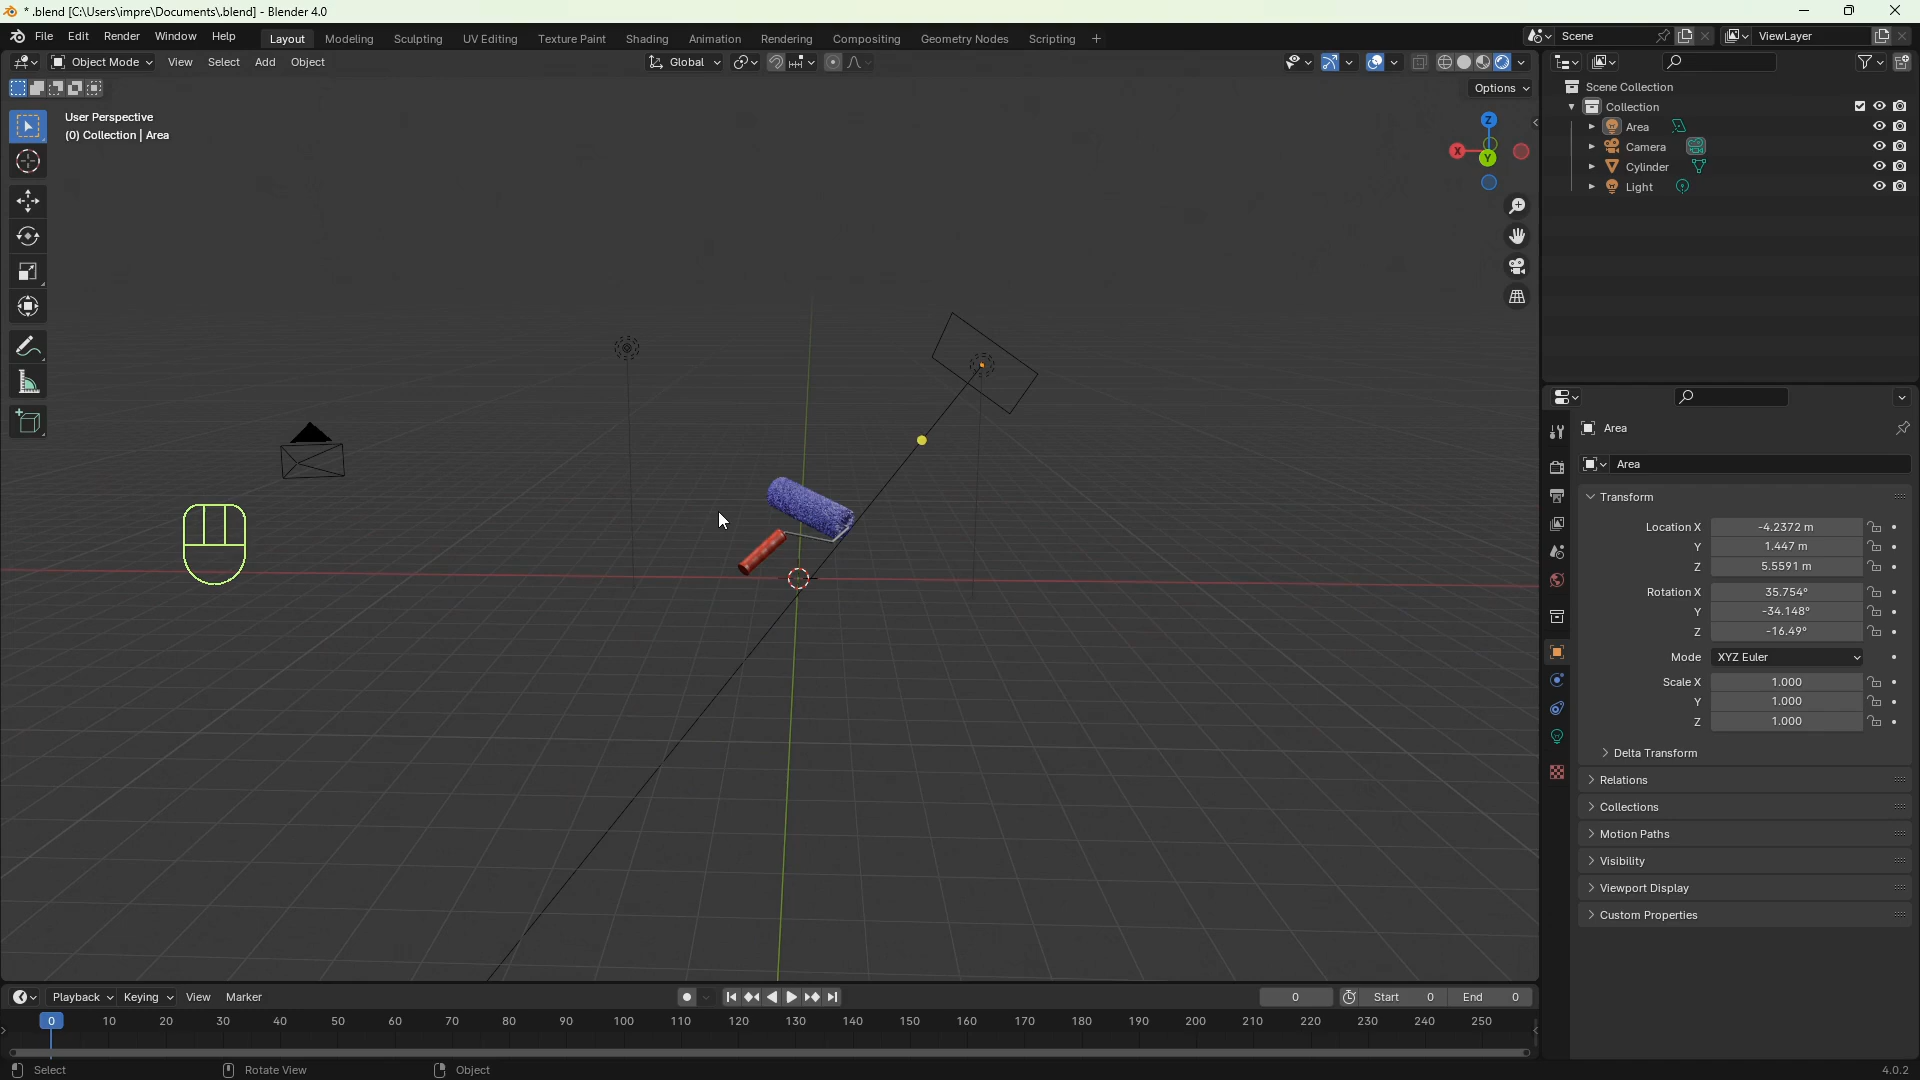 * .blend [C:\Users\impre\Documents\.blend] - Blender 4.0
File Edit Render Window Help Layout Modeling Sculpting UV Editing Texture Paint Shading Animation Rendering Compositing Geometry Nodes Scripting + Scene ViewLayer
Object Mode View Select Add Object Global
Options
User Perspective
(0) Collection | Area
Z
X
Y
Scene Collection
Collection
Area
Camera
Cylinder
Light
Area
Area
Transform
Location X -4.2372 m
Y 1.447 m
Z 5.5591 m
Rotation X 35.754°
Y -34.148°
Z -16.49°
Mode XYZ Euler
Scale X 1.000
Y 1.000
Z 1.000
Delta Transform
Relations
Collections
Motion Paths
Visibility
Viewport Display
Custom Properties
Playback Keying View Marker 0 Start 0 End 0
0 10 20 30 40 50 60 70 80 90 100 110 120 130 140 150 160 170 180 190 200 210 220 230 240 250
Select Rotate View Object 4.0.2